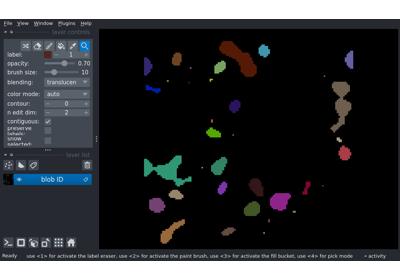 File View Window Plugins Help
layer controls
label: 1
opacity: 0.70
brush size: 10
blending: translucen
color mode: auto
contour: 0
n edit dim: 2
contiguous:
preserve labels:
show selected:
layer list
blob ID
Ready use <1> for activate the label eraser, use <2> for activate the paint brush, use <3> for activate the fill bucket, use <4> for pick mode activity